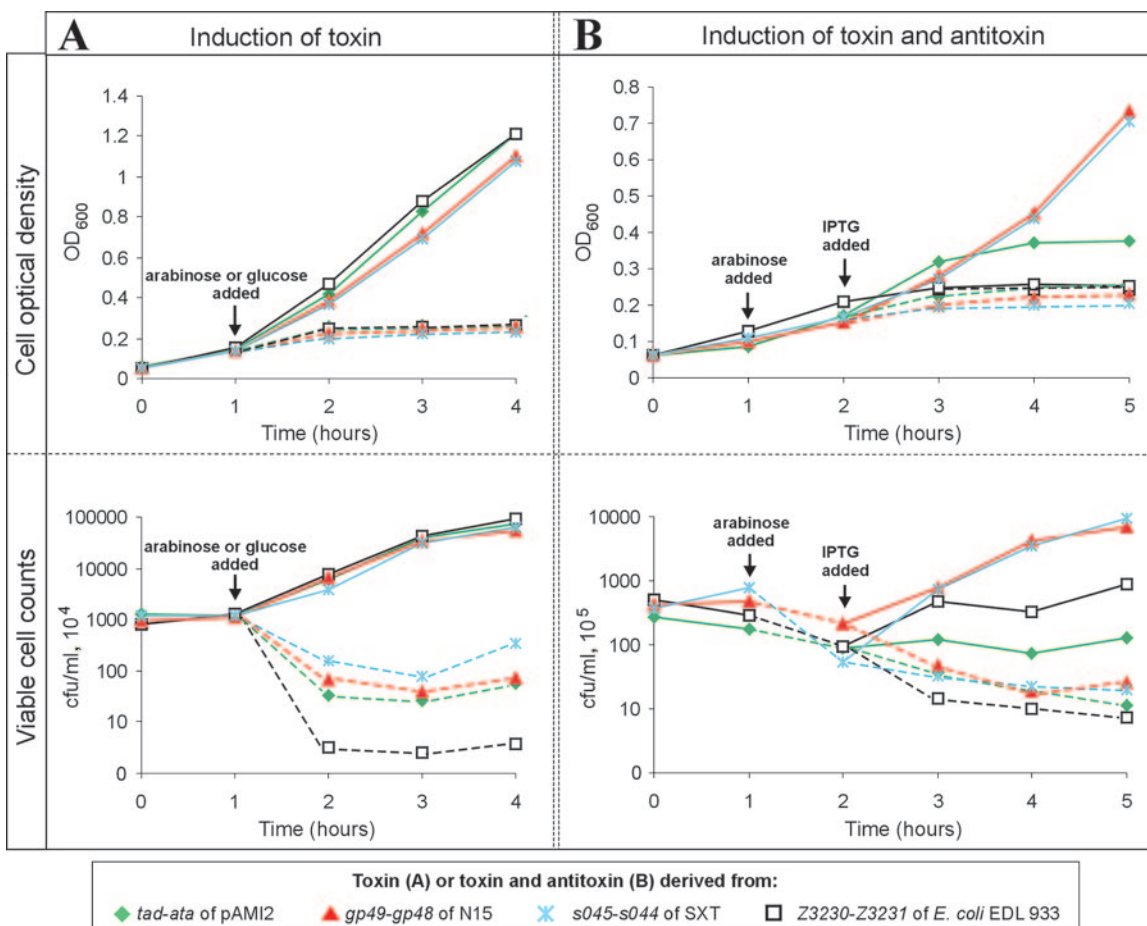 A Induction of toxin
B Induction of toxin and antitoxin
Cell optical density
OD600
1.4
1.2
1
0.8
0.6
0.4
0.2
0
arabinose or glucose
added
0 1 2 3 4
Time (hours)
OD600
0.8
0.7
0.6
0.5
0.4
0.3
0.2
0.1
0
arabinose
added
IPTG
added
0 1 2 3 4 5
Time (hours)
Viable cell counts
cfu/ml, 10^4
100000
10000
1000
100
10
0
arabinose or glucose
added
0 1 2 3 4
Time (hours)
cfu/ml, 10^5
10000
1000
100
10
0
arabinose
added
IPTG
added
0 1 2 3 4 5
Time (hours)
Toxin (A) or toxin and antitoxin (B) derived from:
tad-ata of pAMI2 gp49-gp48 of N15 s045-s044 of SXT Z3230-Z3231 of E. coli EDL 933